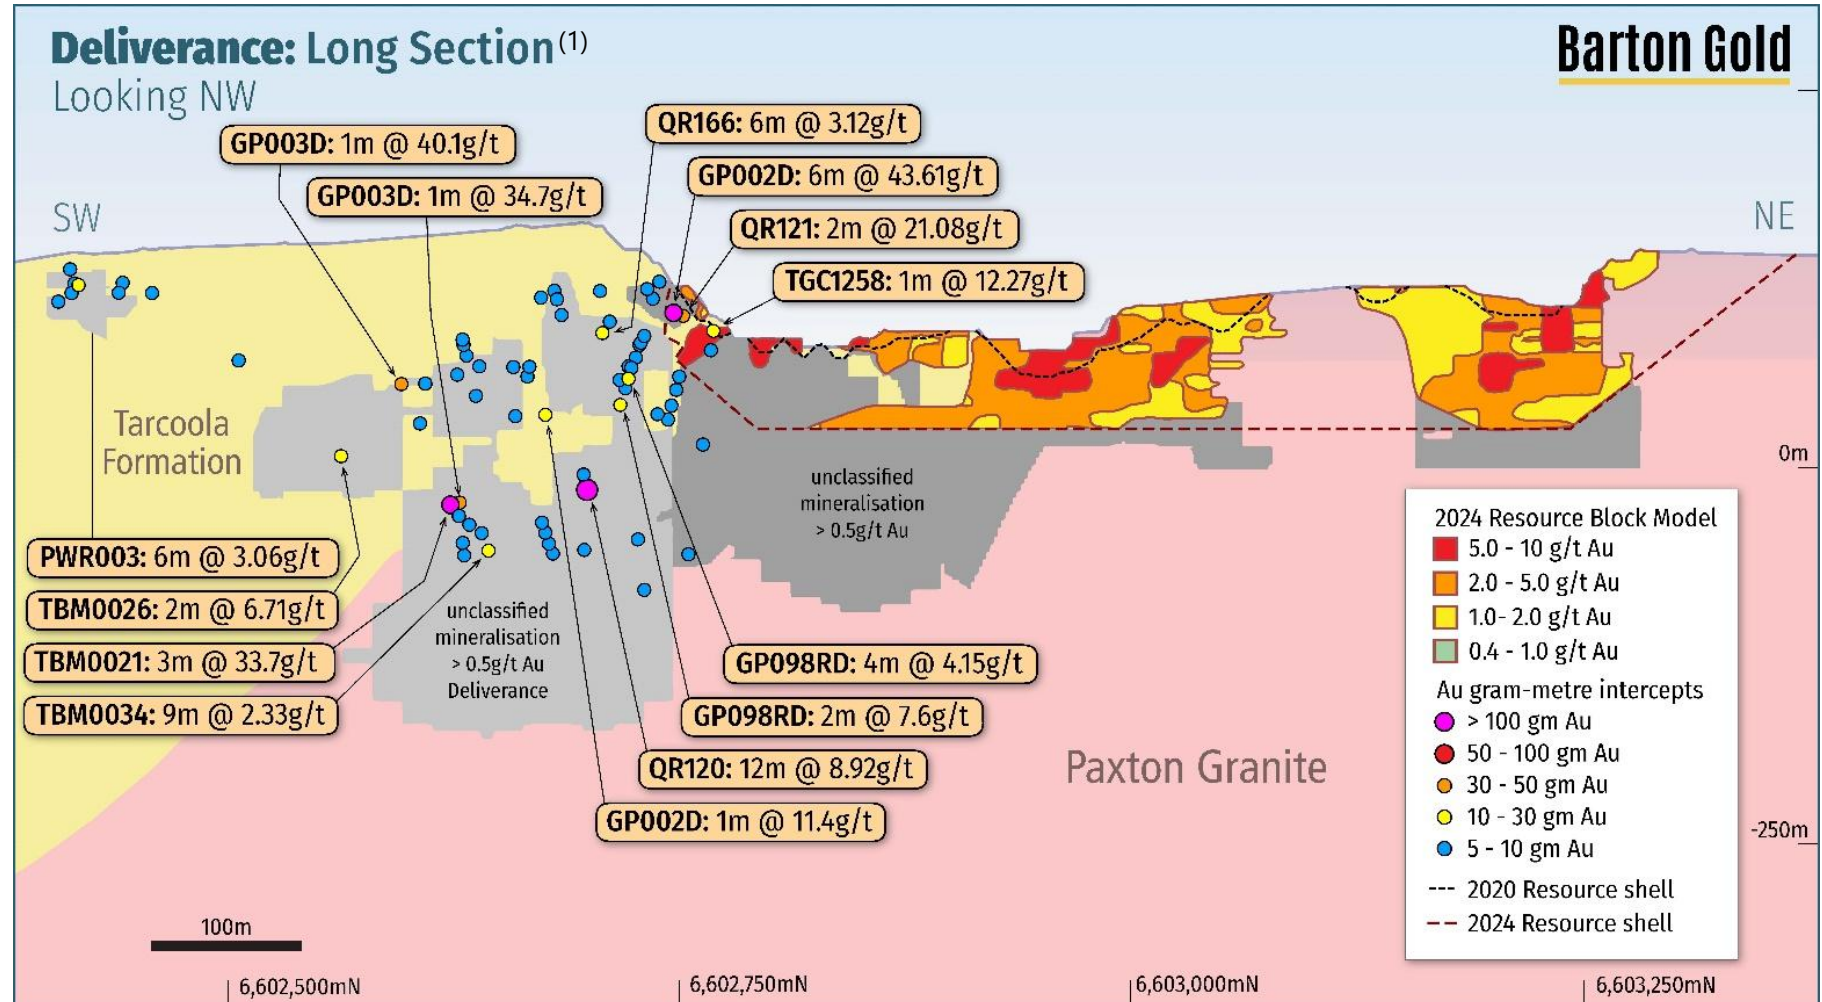 Deliverance: Long Section (1)
Looking NW
Barton Gold
SW
NE
GP003D: 1m @ 40.1g/t
GP003D: 1m @ 34.7g/t
QR166: 6m @ 3.12g/t
GP002D: 6m @ 43.61g/t
QR121: 2m @ 21.08g/t
TGC1258: 1m @ 12.27g/t
Tarcoola
Formation
PWR003: 6m @ 3.06g/t
TBM0026: 2m @ 6.71g/t
TBM0021: 3m @ 33.7g/t
TBM0034: 9m @ 2.33g/t
unclassified
mineralisation
> 0.5g/t Au
Deliverance
unclassified
mineralisation
> 0.5g/t Au
GP098RD: 4m @ 4.15g/t
GP098RD: 2m @ 7.6g/t
QR120: 12m @ 8.92g/t
GP002D: 1m @ 11.4g/t
Paxton Granite
0m
-250m
2024 Resource Block Model
5.0 - 10 g/t Au
2.0 - 5.0 g/t Au
1.0- 2.0 g/t Au
0.4 - 1.0 g/t Au
Au gram-metre intercepts
> 100 gm Au
50 - 100 gm Au
30 - 50 gm Au
10 - 30 gm Au
5 - 10 gm Au
2020 Resource shell
2024 Resource shell
100m
6,602,500mN
6,602,750mN
6,603,000mN
6,603,250mN